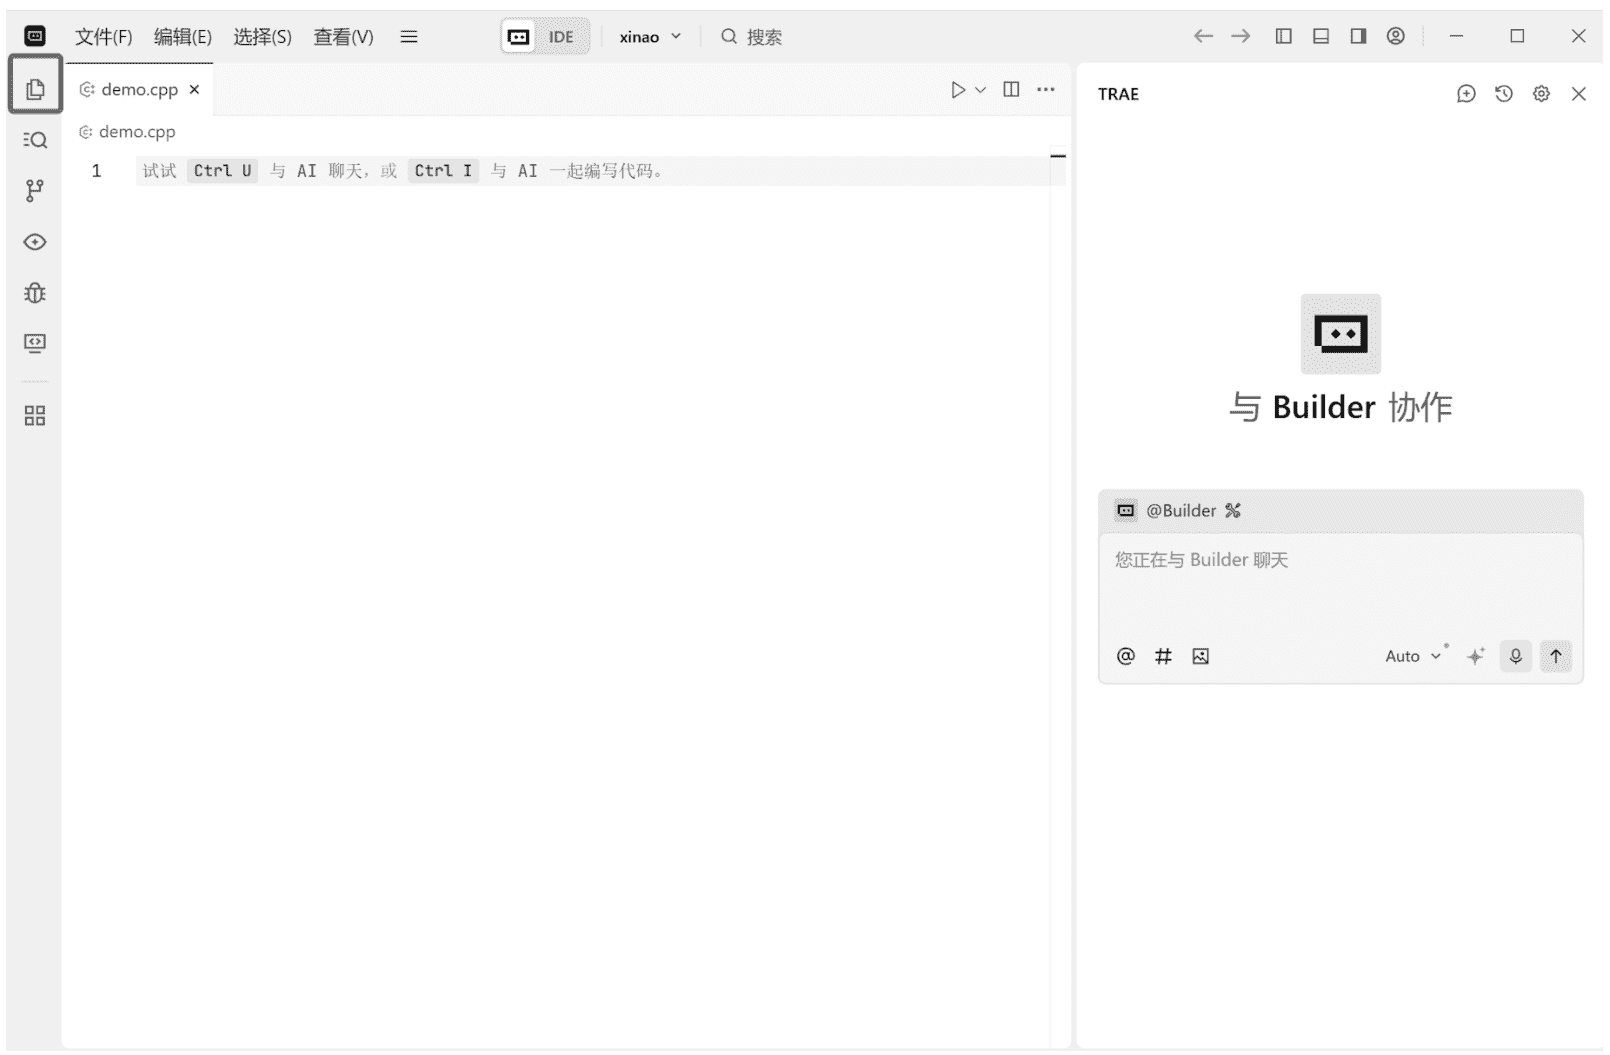 文件(F) 编辑(E) 选择(S) 查看(V) IDE xinao 搜索
demo.cpp
TRAE
demo.cpp
1 试试 Ctrl U 与 AI 聊天，或 Ctrl I 与 AI 一起编写代码。
与 Builder 协作
@Builder
您正在与 Builder 聊天
@ # Auto